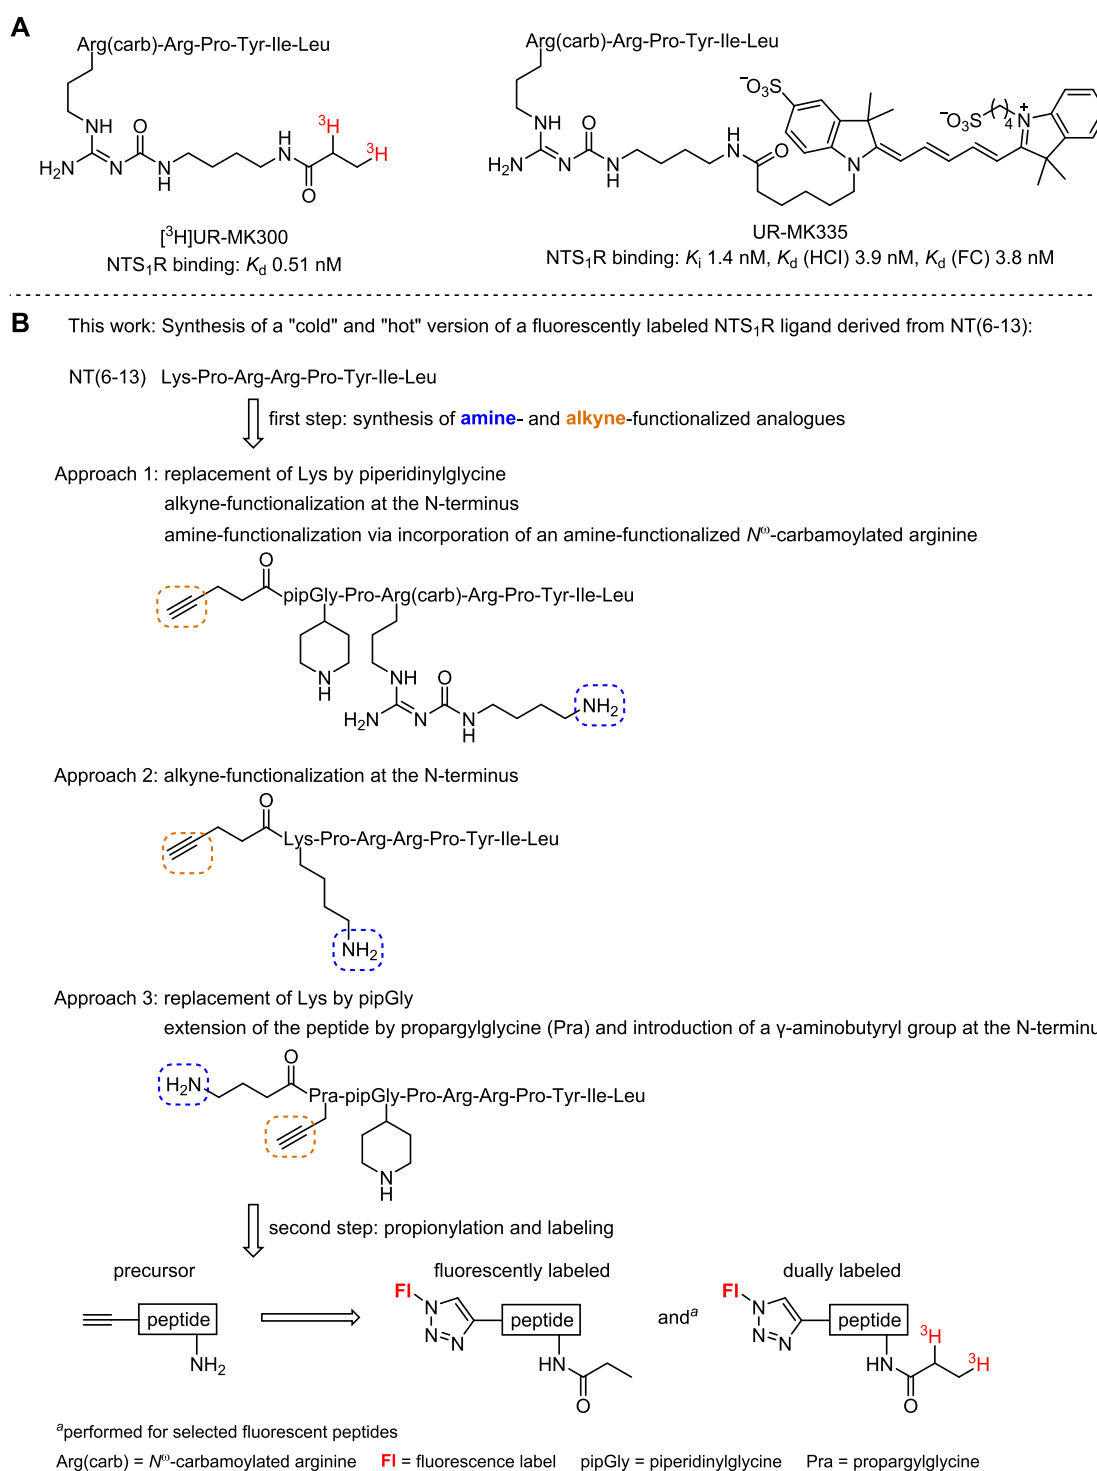 A
Arg(carb)-Arg-Pro-Tyr-Ile-Leu
NH
H₂N
N
O
N
H
NH
O
³H
³H
[³H]UR-MK300
NTS₁R binding: K_d 0.51 nM
Arg(carb)-Arg-Pro-Tyr-Ile-Leu
NH
H₂N
N
O
N
H
NH
O
⁻O₃S
N
⁻O₃S
4
N⁺
UR-MK335
NTS₁R binding: K_i 1.4 nM, K_d (HCI) 3.9 nM, K_d (FC) 3.8 nM
B
This work: Synthesis of a "cold" and "hot" version of a fluorescently labeled NTS₁R ligand derived from NT(6-13):
NT(6-13) Lys-Pro-Arg-Arg-Pro-Tyr-Ile-Leu
first step: synthesis of amine- and alkyne-functionalized analogues
Approach 1: replacement of Lys by piperidinylglycine
alkyne-functionalization at the N-terminus
amine-functionalization via incorporation of an amine-functionalized Nᵚ-carbamoylated arginine
O
pipGly-Pro-Arg(carb)-Arg-Pro-Tyr-Ile-Leu
N
H
NH
H₂N
N
O
N
H
NH₂
Approach 2: alkyne-functionalization at the N-terminus
O
Lys-Pro-Arg-Arg-Pro-Tyr-Ile-Leu
NH₂
Approach 3: replacement of Lys by pipGly
extension of the peptide by propargylglycine (Pra) and introduction of a γ-aminobutyryl group at the N-terminu
H₂N
O
Pra-pipGly-Pro-Arg-Arg-Pro-Tyr-Ile-Leu
N
H
second step: propionylation and labeling
precursor
peptide
NH₂
fluorescently labeled
Fl
N
N
N
peptide
HN
O
andᵃ
dually labeled
Fl
N
N
N
peptide
³H
³H
HN
O
ᵃperformed for selected fluorescent peptides
Arg(carb) = Nᵚ-carbamoylated arginine Fl = fluorescence label pipGly = piperidinylglycine Pra = propargylglycine